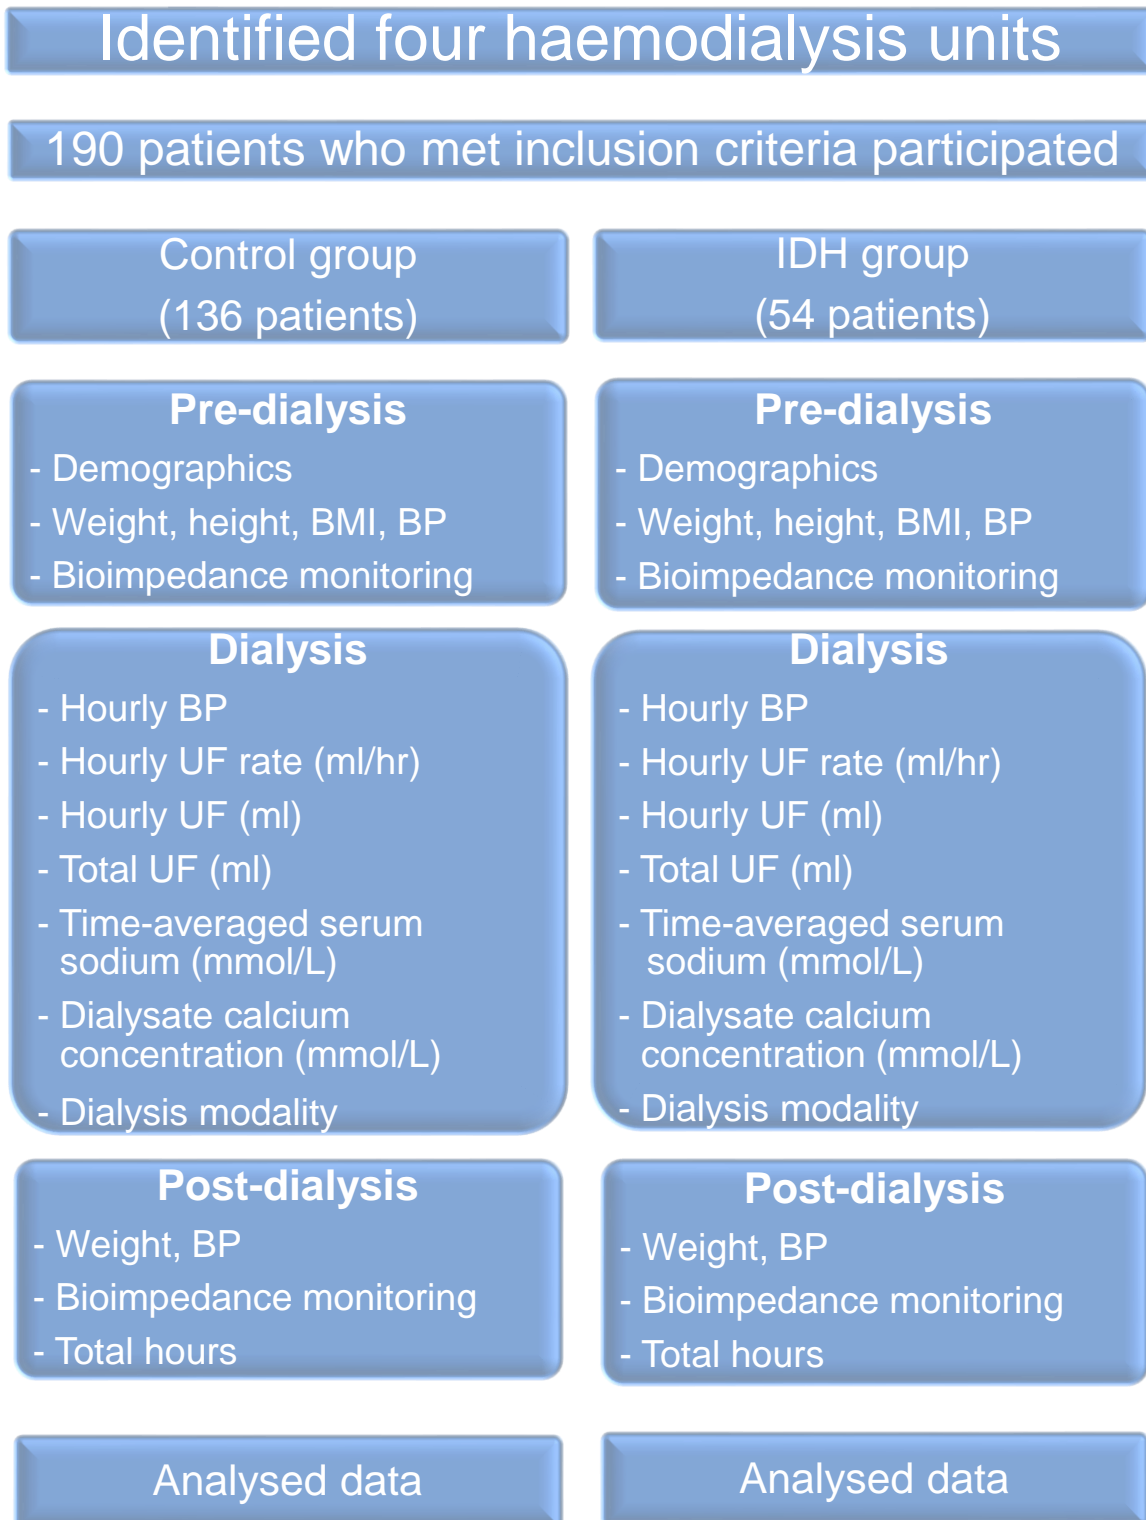 Identified four haemodialysis units
190 patients who met inclusion criteria participated
Control group
(136 patients)
IDH group
(54 patients)
Pre-dialysis
- Demographics
- Weight, height, BMI, BP
- Bioimpedance monitoring
Pre-dialysis
- Demographics
- Weight, height, BMI, BP
- Bioimpedance monitoring
Dialysis
- Hourly BP
- Hourly UF rate (ml/hr)
- Hourly UF (ml)
- Total UF (ml)
- Time-averaged serum
sodium (mmol/L)
- Dialysate calcium
concentration (mmol/L)
- Dialysis modality
Dialysis
- Hourly BP
- Hourly UF rate (ml/hr)
- Hourly UF (ml)
- Total UF (ml)
- Time-averaged serum
sodium (mmol/L)
- Dialysate calcium
concentration (mmol/L)
- Dialysis modality
Post-dialysis
- Weight, BP
- Bioimpedance monitoring
- Total hours
Post-dialysis
- Weight, BP
- Bioimpedance monitoring
- Total hours
Analysed data
Analysed data